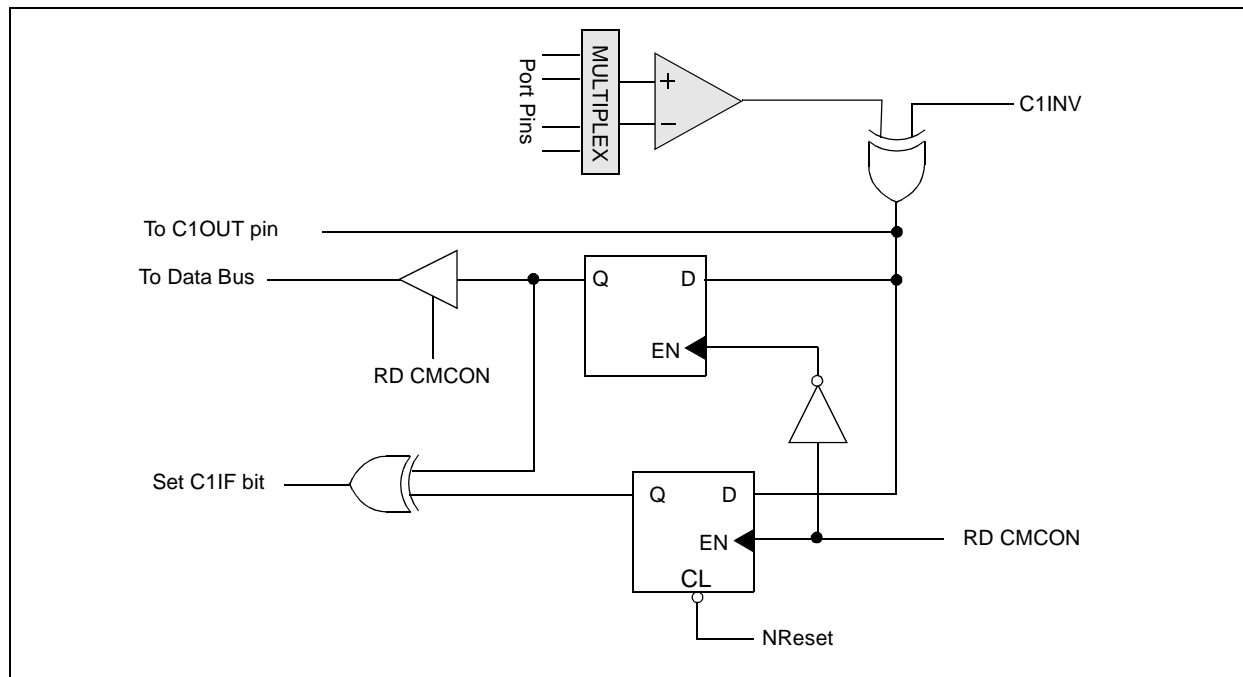 Port Pins
MULTIPLEX
+
−
C1INV
To C1OUT pin
To Data Bus
Q
D
EN
RD CMCON
Set C1IF bit
Q
D
EN
RD CMCON
CL
NReset